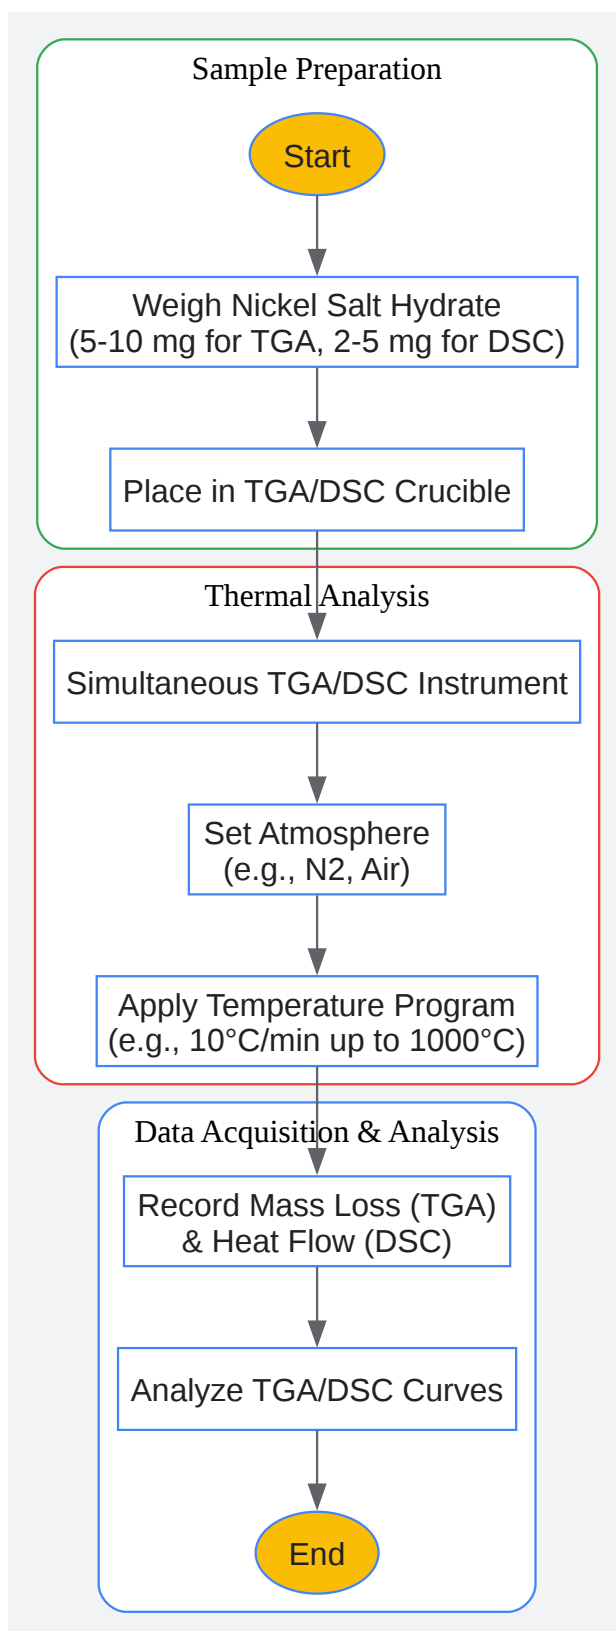 Sample Preparation
Start
Weigh Nickel Salt Hydrate
(5-10 mg for TGA, 2-5 mg for DSC)
Place in TGA/DSC Crucible
Thermal Analysis
Simultaneous TGA/DSC Instrument
Set Atmosphere
(e.g., N2, Air)
Apply Temperature Program
(e.g., 10°C/min up to 1000°C)
Data Acquisition & Analysis
Record Mass Loss (TGA)
& Heat Flow (DSC)
Analyze TGA/DSC Curves
End